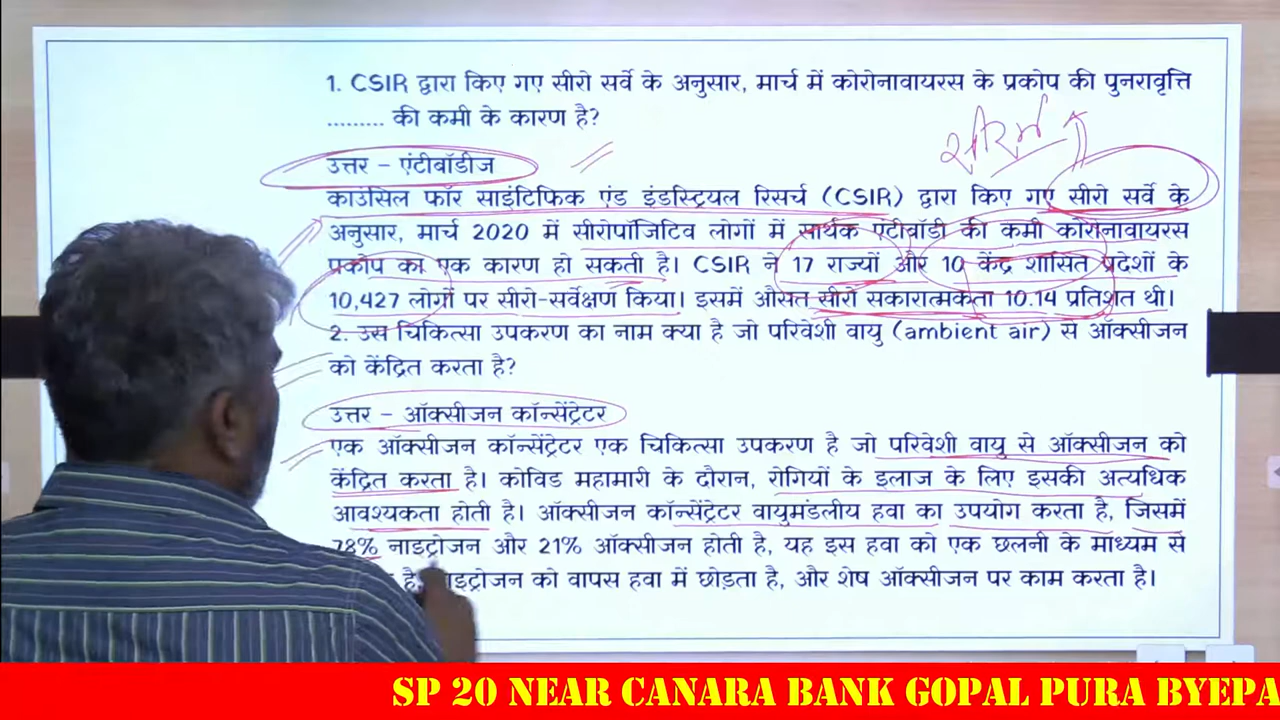 1. CSIR द्वारा किए गए सीरो सर्वे के अनुसार, मार्च में कोरोनावायरस के प्रकोप की पुनरावृत्ति
......... की कमी के कारण है?
उत्तर – एंटीबॉडीज
काउंसिल फॉर साइंटिफिक एंड इंडस्ट्रियल रिसर्च (CSIR) द्वारा किए गए सीरो सर्वे के
अनुसार, मार्च 2020 में सीरोपॉजिटिव लोगों में सार्थक एंटीबॉडी की कमी कोरोनावायरस
प्रकोप का एक कारण हो सकती है। CSIR ने 17 राज्यों और 10 केंद्र शासित प्रदेशों के
10,427 लोगों पर सीरो-सर्वेक्षण किया। इसमें औसत सीरो सकारात्मकता 10.14 प्रतिशत थी।
2. उस चिकित्सा उपकरण का नाम क्या है जो परिवेशी वायु (ambient air) से ऑक्सीजन
को केंद्रित करता है?
उत्तर – ऑक्सीजन कॉन्सेंट्रेटर
एक ऑक्सीजन कॉन्सेंट्रेटर एक चिकित्सा उपकरण है जो परिवेशी वायु से ऑक्सीजन को
केंद्रित करता है। कोविड महामारी के दौरान, रोगियों के इलाज के लिए इसकी अत्यधिक
आवश्यकता होती है। ऑक्सीजन कॉन्सेंट्रेटर वायुमंडलीय हवा का उपयोग करता है, जिसमें
78% नाइट्रोजन और 21% ऑक्सीजन होती है, यह इस हवा को एक छलनी के माध्यम से
है, नाइट्रोजन को वापस हवा में छोड़ता है, और शेष ऑक्सीजन पर काम करता है।
SP 20 NEAR CANARA BANK GOPAL PURA BYEPA